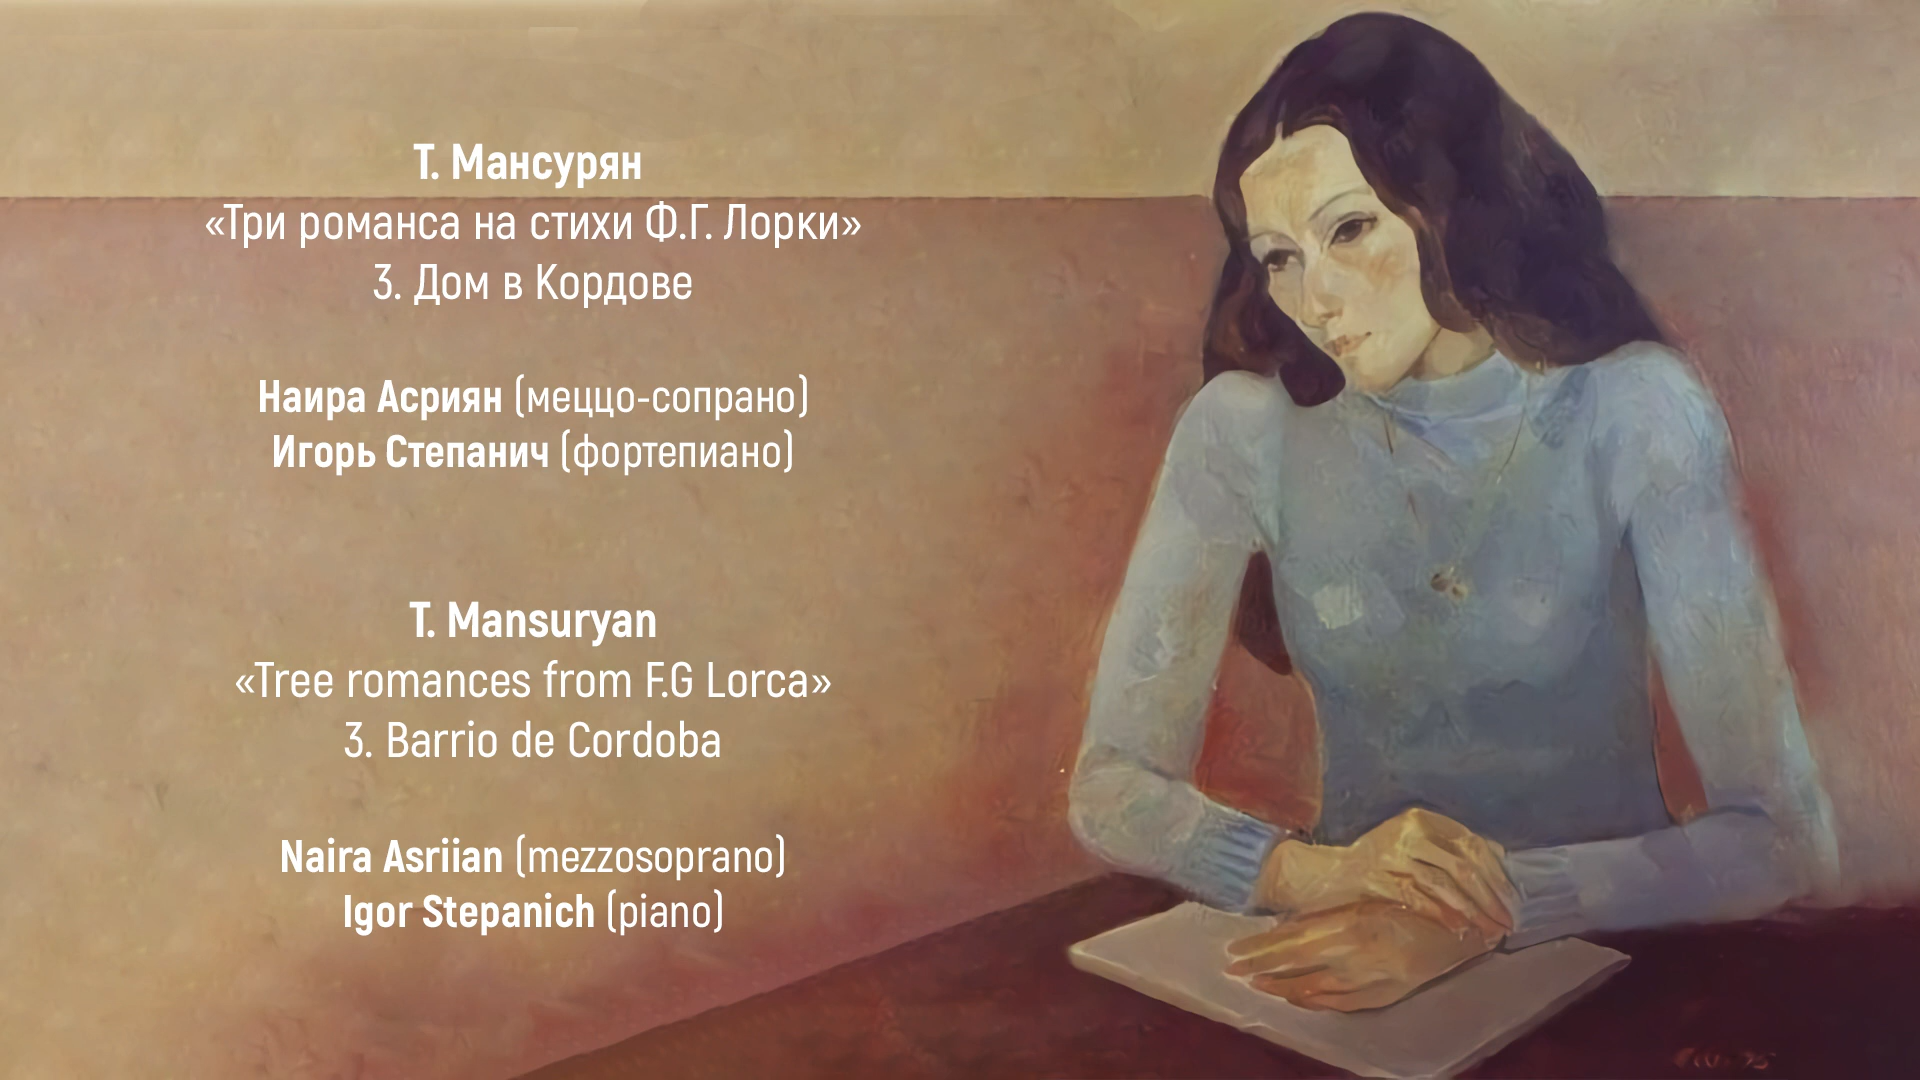 Т. Мансурян
«Три романса на стихи Ф.Г. Лорки»
3. Дом в Кордове
Наира Асриян (меццо-сопрано)
Игорь Степанич (фортепиано)
T. Mansuryan
«Tree romances from F.G Lorca»
3. Barrio de Cordoba
Naira Asriian (mezzosoprano)
Igor Stepanich (piano)